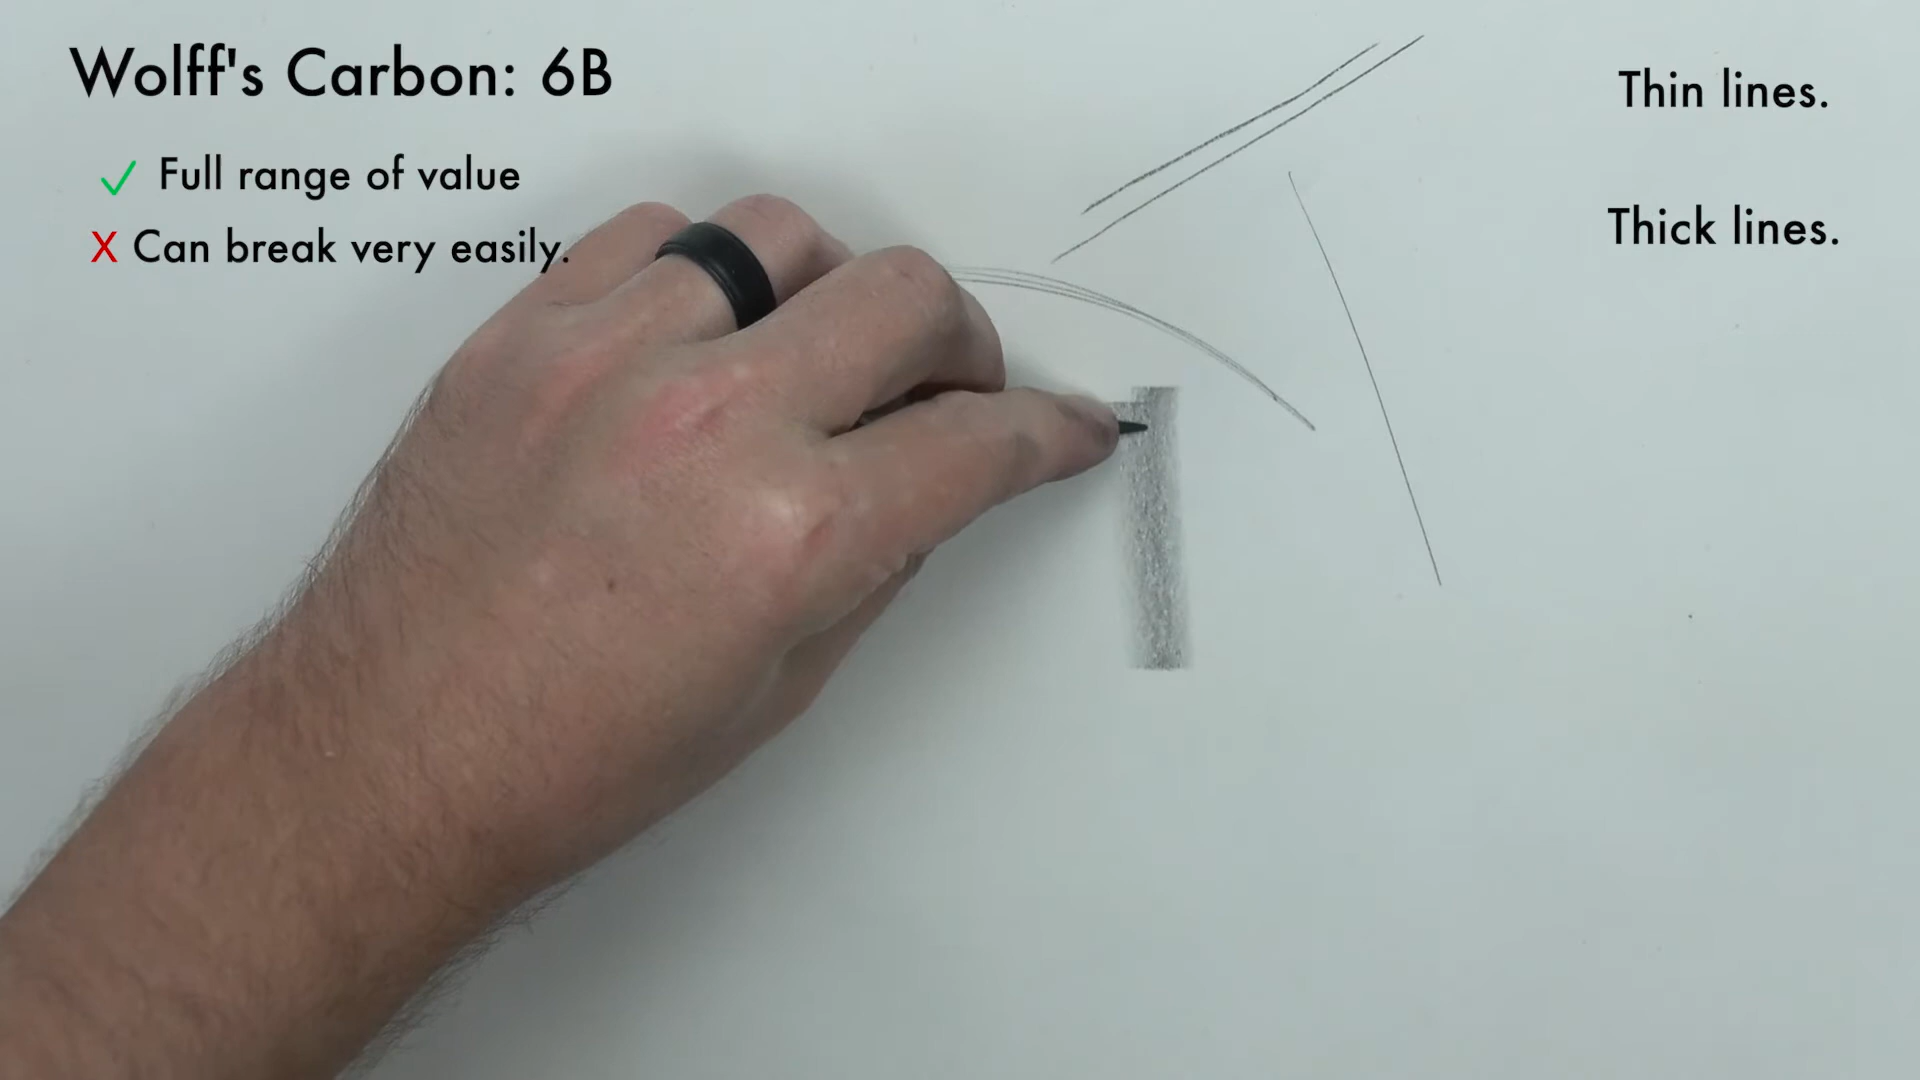 Wolff's Carbon: 6B
✓ Full range of value
X Can break very easily.
Thin lines.
Thick lines.